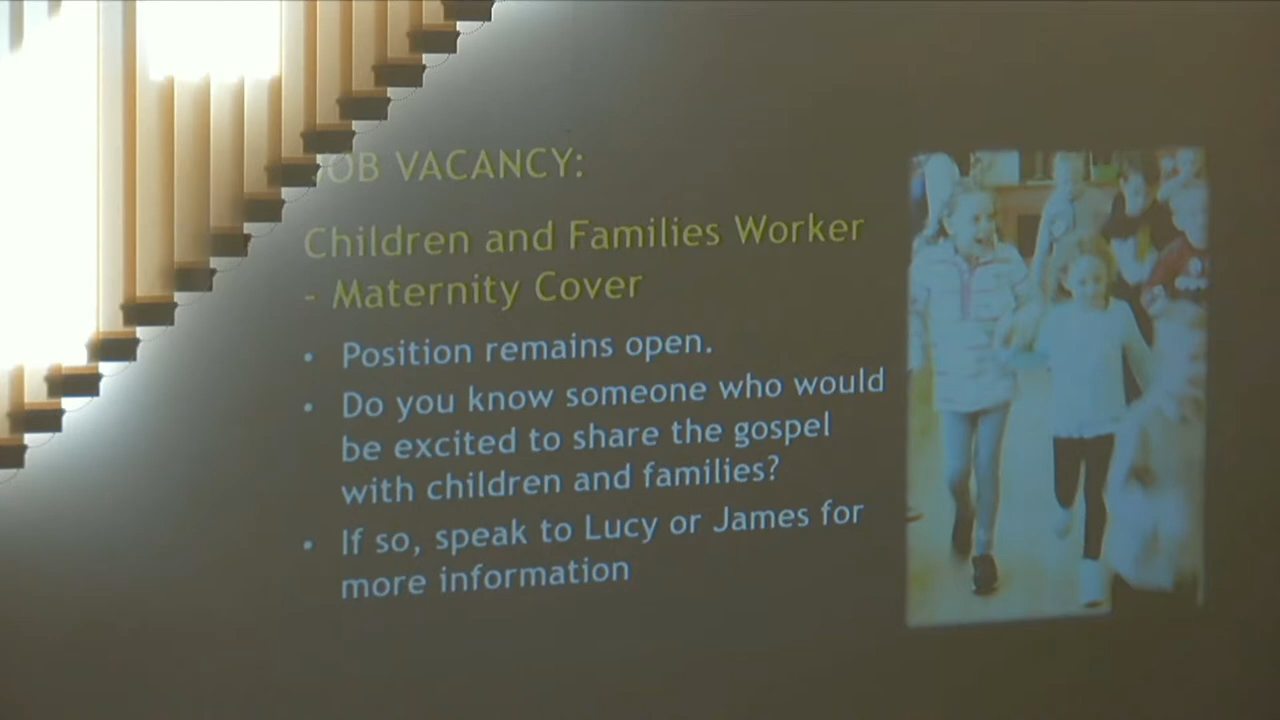 JOB VACANCY:
Children and Families Worker
- Maternity Cover
• Position remains open.
• Do you know someone who would
be excited to share the gospel
with children and families?
• If so, speak to Lucy or James for
more information